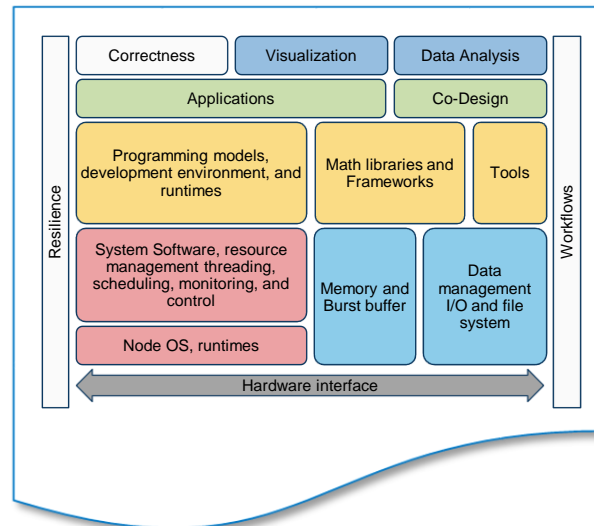 Correctness
Visualization
Data Analysis
Applications
Co-Design
Programming models,
development environment, and
runtimes
Math libraries and
Frameworks
Tools
Resilience
Workflows
System Software, resource
management threading,
scheduling, monitoring, and
control
Memory and
Burst buffer
Data
management
I/O and file
system
Node OS, runtimes
Hardware interface